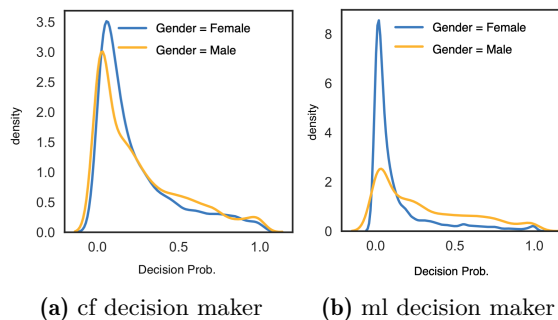 3.5
3.0
2.5
2.0
1.5
1.0
0.5
0.0
density
Gender = Female
Gender = Male
0.0 0.5 1.0
Decision Prob.
(a) cf decision maker
8
6
4
2
0
density
Gender = Female
Gender = Male
0.0 0.5 1.0
Decision Prob.
(b) ml decision maker